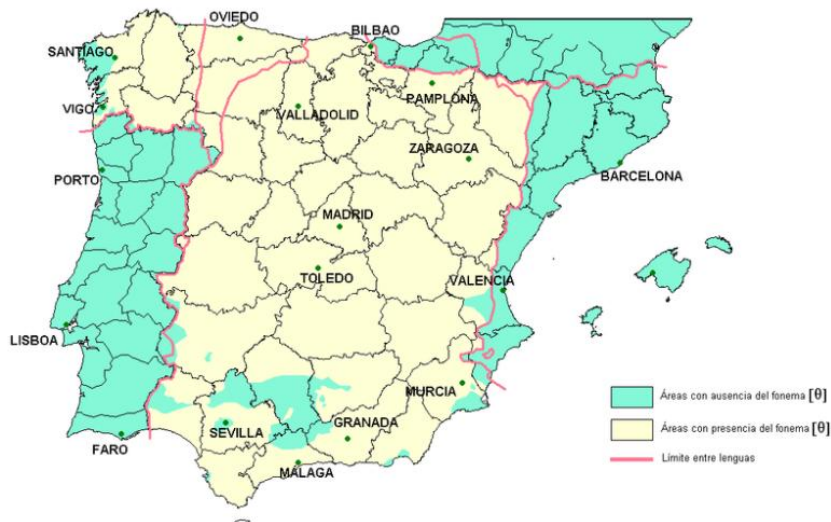 OVIEDO
BILBAO
SANTIAGO
PAMPLONA
VIGO
VALLADOLID
ZARAGOZA
BARCELONA
PORTO
MADRID
TOLEDO
VALENCIA
LISBOA
MURCIA
Áreas con ausencia del fonema [θ]
SEVILLA
GRANADA
Áreas con presencia del fonema [θ]
FARO
MÁLAGA
Límite entre lenguas